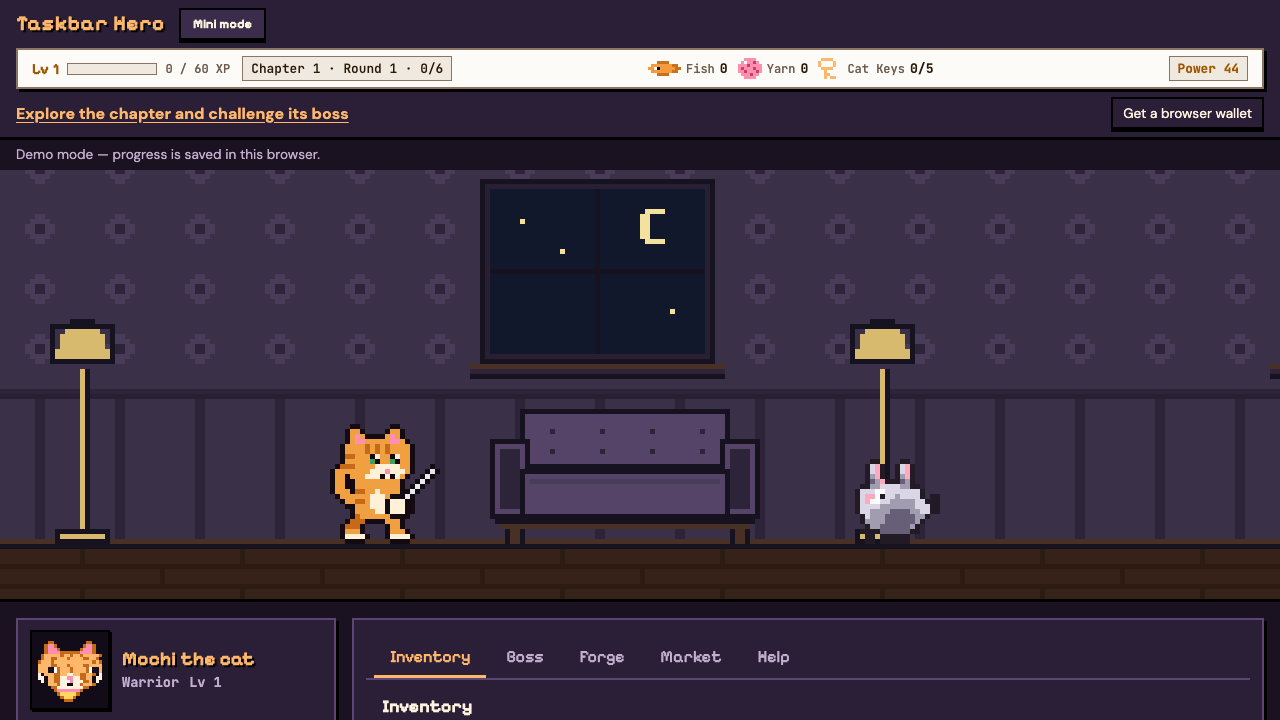 Taskbar Hero
Mini mode
Lv 1
0 / 60 XP
Chapter 1 · Round 1 · 0/6
Fish 0
Yarn 0
Cat Keys 0/5
Power 44
Explore the chapter and challenge its boss
Get a browser wallet
Demo mode — progress is saved in this browser.
Mochi the cat
Warrior Lv 1
Inventory
Boss
Forge
Market
Help
Inventory